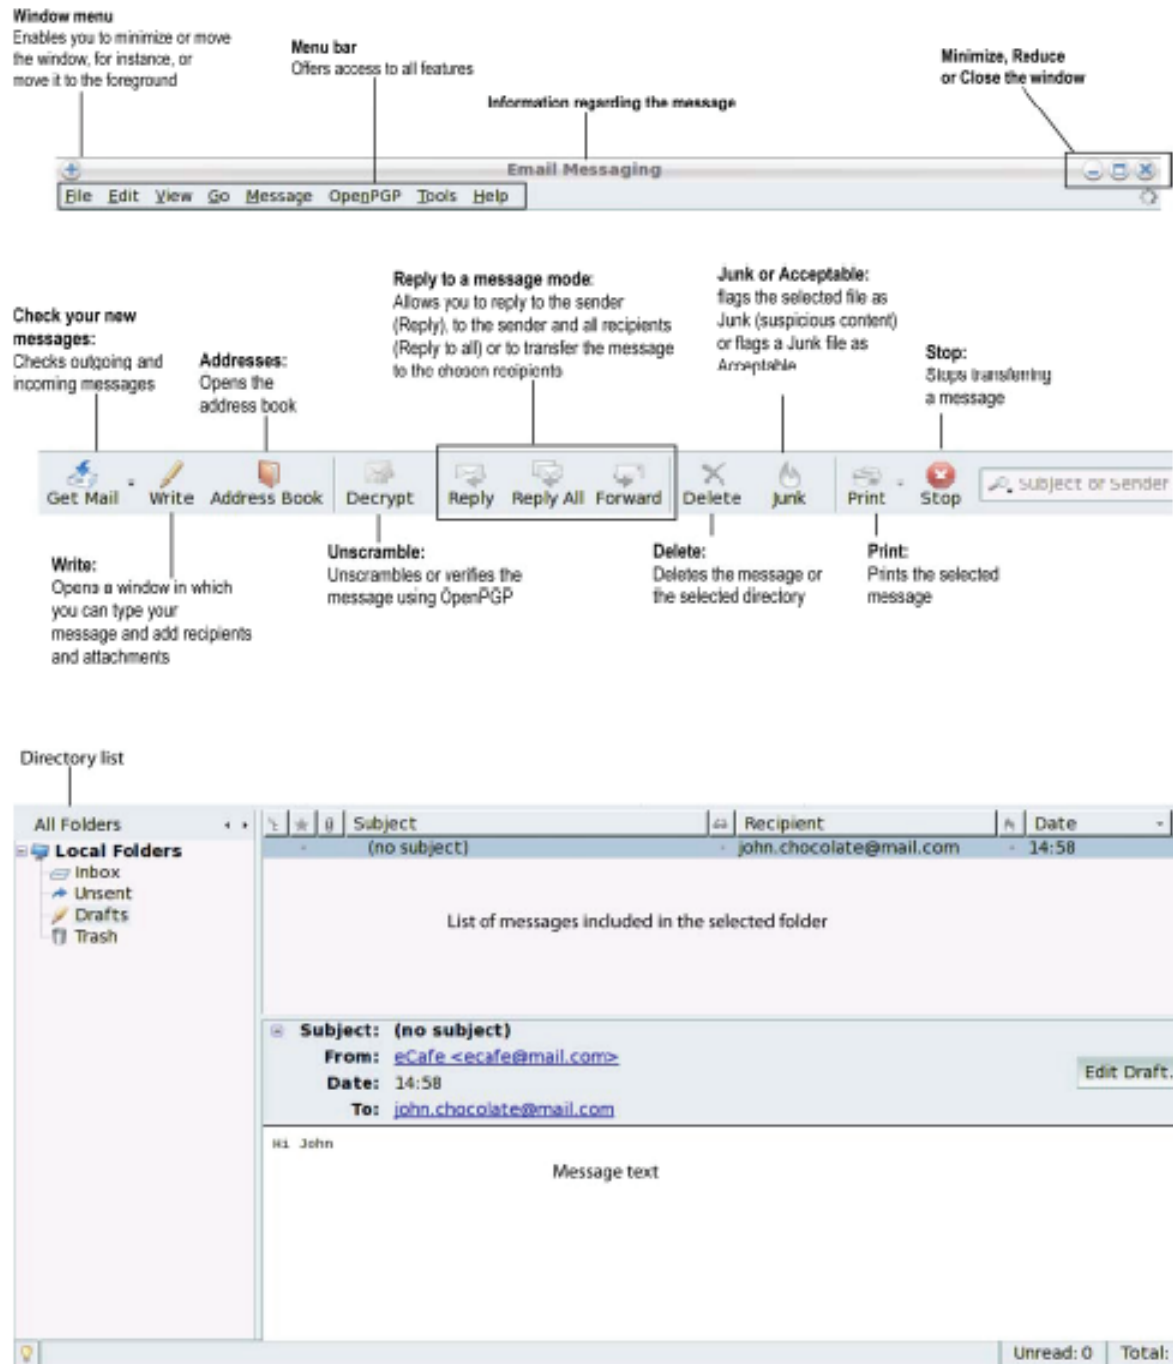 Window menu
Enables you to minimize or move
the window, for instance, or
move it to the foreground
Menu bar
Offers access to all features
Information regarding the message
Minimize, Reduce
or Close the window
Email Messaging
File Edit View Go Message OpenPGP Tools Help
Check your new
messages:
Checks outgoing and
incoming messages
Addresses:
Opens the
address book
Reply to a message mode:
Allows you to reply to the sender
(Reply), to the sender and all recipients
(Reply to all) or to transfer the message
to the chosen recipients
Junk or Acceptable:
flags the selected file as
Junk (suspicious content)
or flags a Junk file as
Acceptable
Stop:
Stops transferring
a message
Get Mail Write Address Book Decrypt Reply Reply All Forward Delete Junk Print Stop Subject or Sender
Write:
Opens a window in which
you can type your
message and add recipients
and attachments
Unscramble:
Unscrambles or verifies the
message using OpenPGP
Delete:
Deletes the message or
the selected directory
Print:
Prints the selected
message
Directory list
All Folders
Local Folders
Inbox
Unsent
Drafts
Trash
Subject Recipient Date
(no subject) john.chocolate@mail.com 14:58
List of messages included in the selected folder
Subject: (no subject)
From: eCafe <ecafe@mail.com>
Date: 14:58
To: john.chocolate@mail.com
Edit Draft.
Hi John
Message text
Unread: 0 Total: